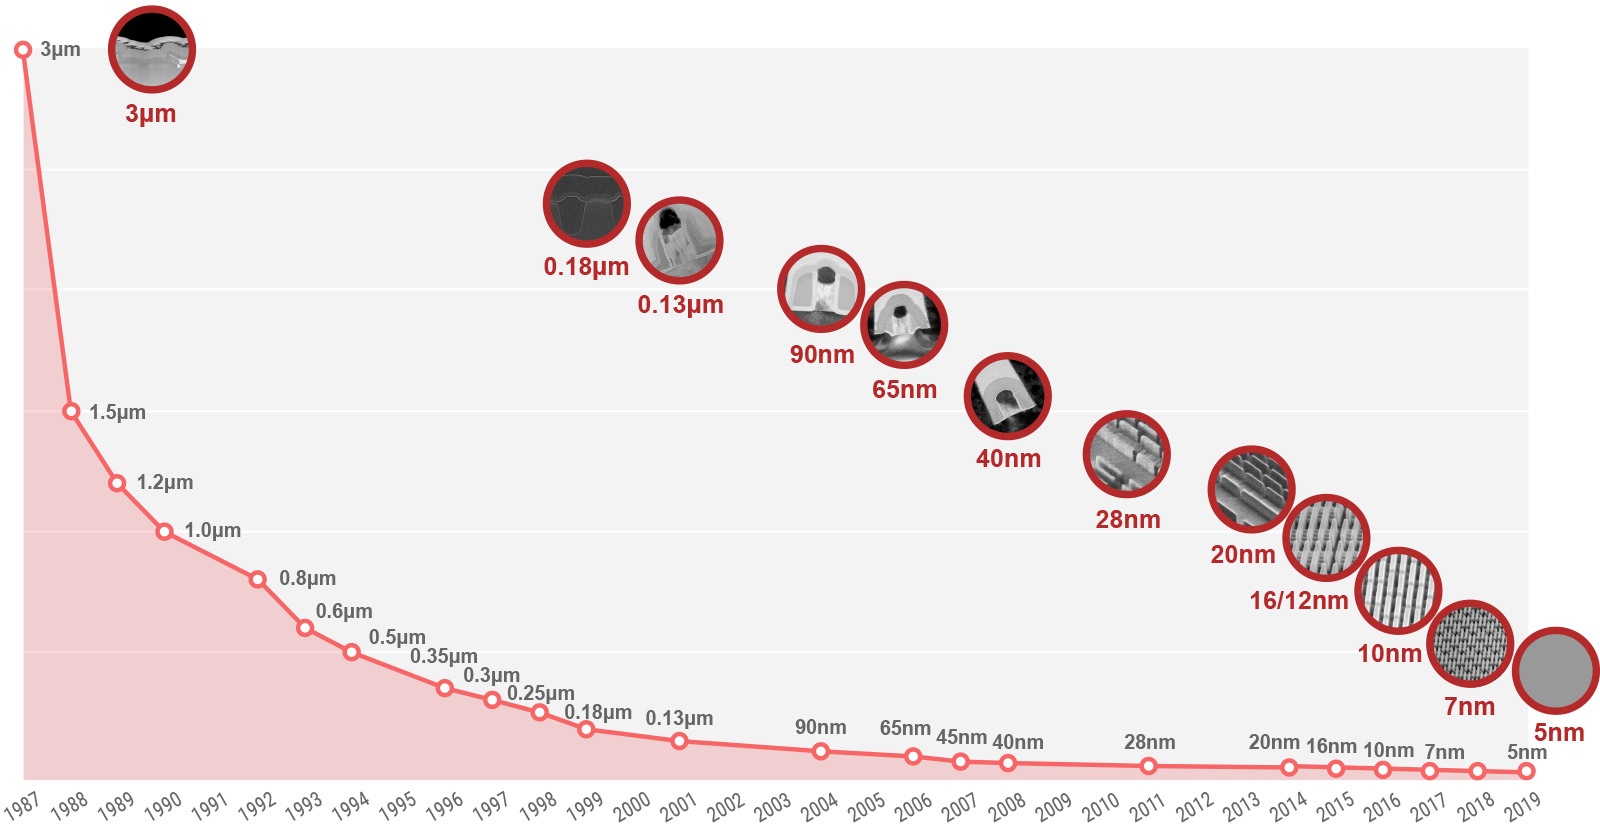 3µm
3µm
0.18µm
0.13µm
90nm
65nm
40nm
1.5µm
1.2µm
28nm
1.0µm
20nm
0.8µm
16/12nm
0.6µm
0.5µm
0.35µm
10nm
0.3µm
0.25µm
7nm
0.18µm
0.13µm
90nm
65nm
45nm
40nm
5nm
28nm
20nm
16nm
10nm
7nm
5nm
1987
1988
1989
1990
1991
1992
1993
1994
1995
1996
1997
1998
1999
2000
2001
2002
2003
2004
2005
2006
2007
2008
2009
2010
2011
2012
2013
2014
2015
2016
2017
2018
2019